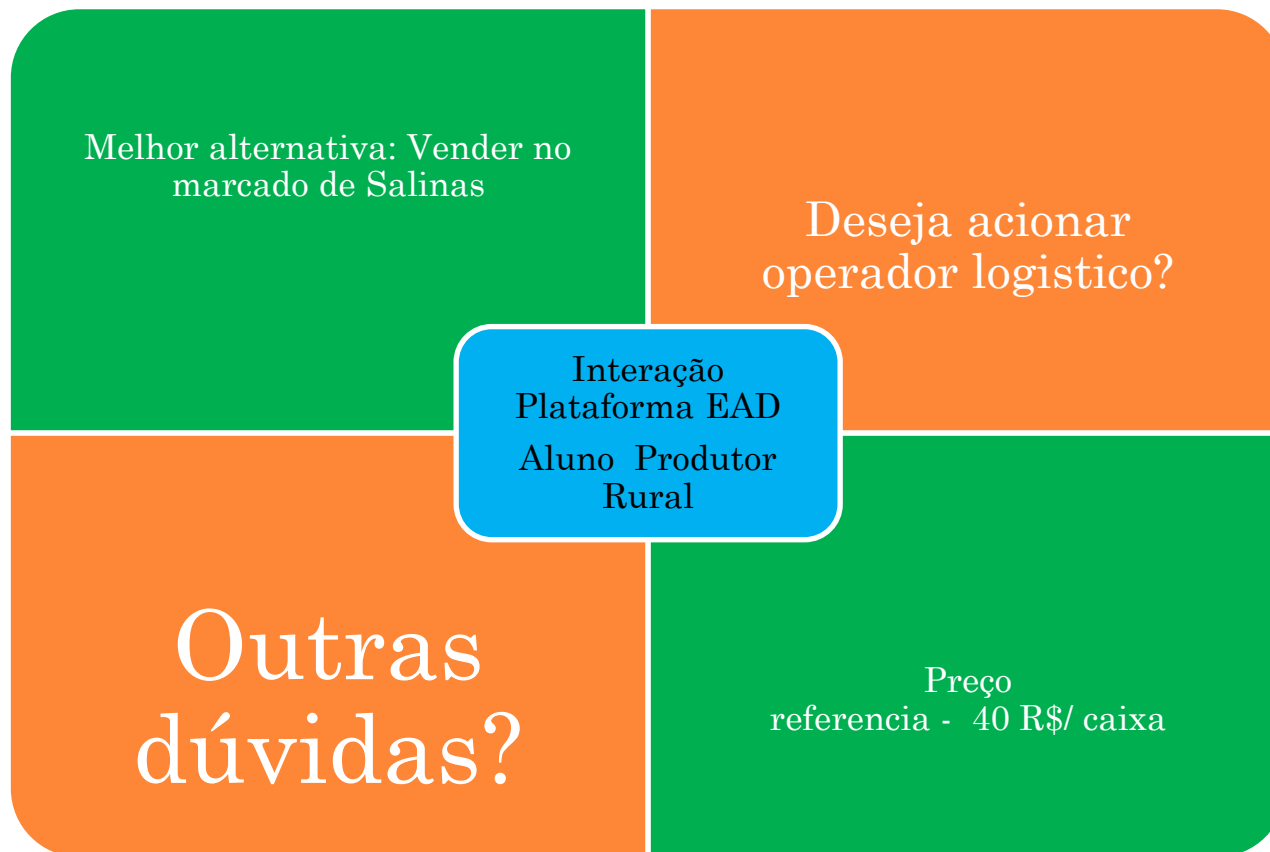 Melhor alternativa: Vender no
marcado de Salinas
Deseja acionar
operador logistico?
Interação
Plataforma EAD
Aluno  Produtor
Rural
Outras
dúvidas?
Preço
referencia -  40 R$/ caixa